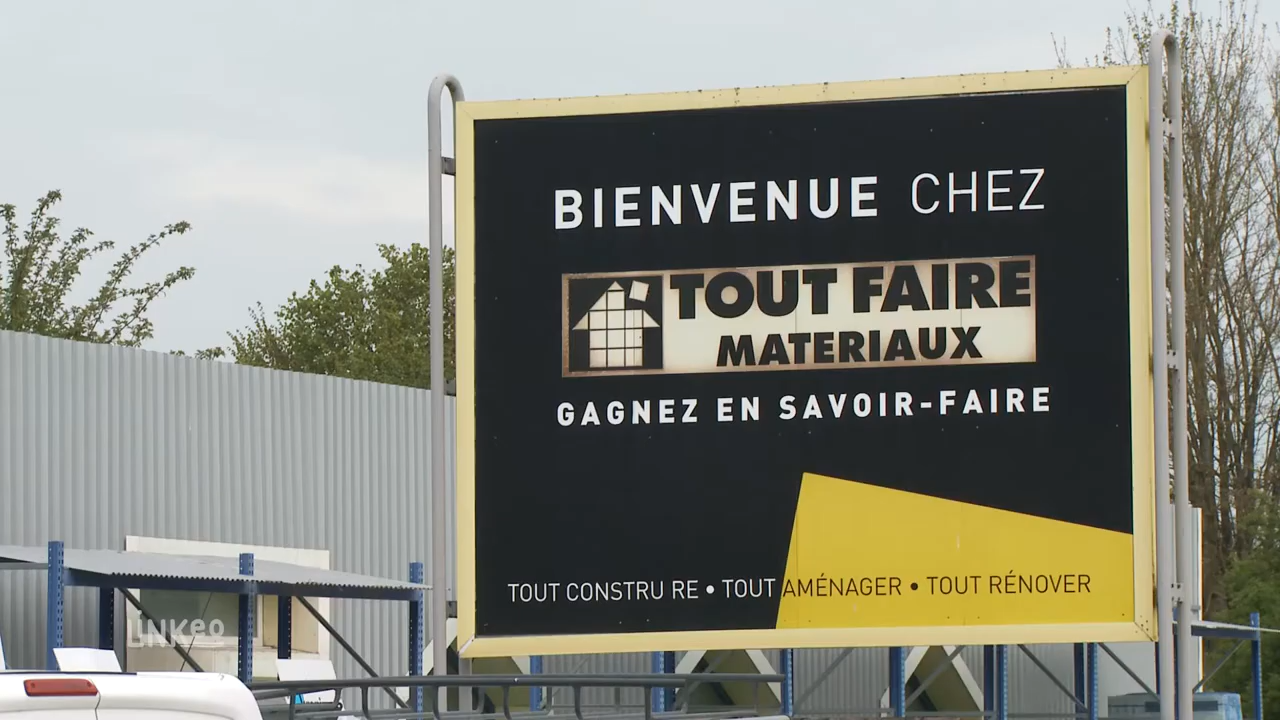 BIENVENUE CHEZ
TOUT FAIRE
MATERIAUX
GAGNEZ EN SAVOIR-FAIRE
TOUT CONSTRU RE • TOUT AMÉNAGER • TOUT RÉNOVER
LINKeo